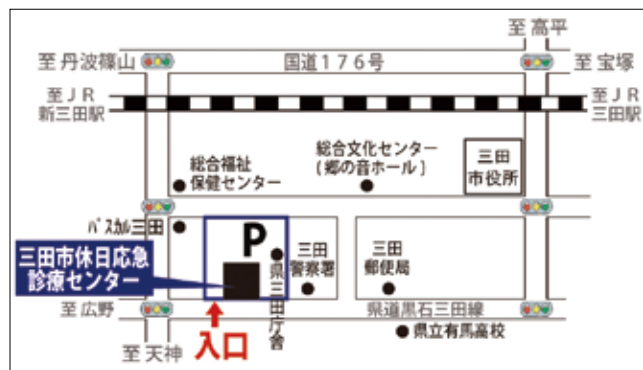 至 高平
至 丹波篠山
国道176号
至 宝塚
至JR
新三田駅
至JR
三田駅
総合福祉
保健センター
総合文化センター
(郷の音ホール)
三田
市役所
パスカル三田
P
県三田庁舎
三田
警察署
三田
郵便局
三田市休日応急
診療センター
至 広野
県道黒石三田線
入口
県立有馬高校
至 天神